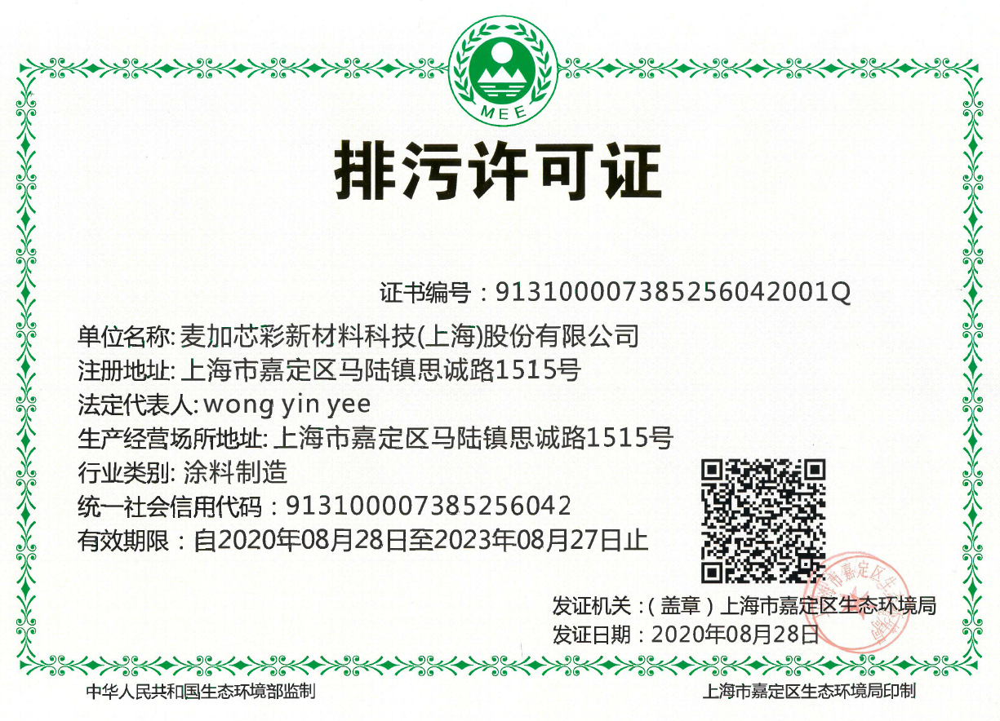 MEE
排污许可证
证书编号：913100007385256042001Q
单位名称: 麦加芯彩新材料科技(上海)股份有限公司
注册地址: 上海市嘉定区马陆镇思诚路1515号
法定代表人: wong yin yee
生产经营场所地址: 上海市嘉定区马陆镇思诚路1515号
行业类别: 涂料制造
统一社会信用代码：913100007385256042
有效期限：自2020年08月28日至2023年08月27日止
发证机关：（盖章）上海市嘉定区生态环境局
发证日期：2020年08月28日
中华人民共和国生态环境部监制
上海市嘉定区生态环境局印制